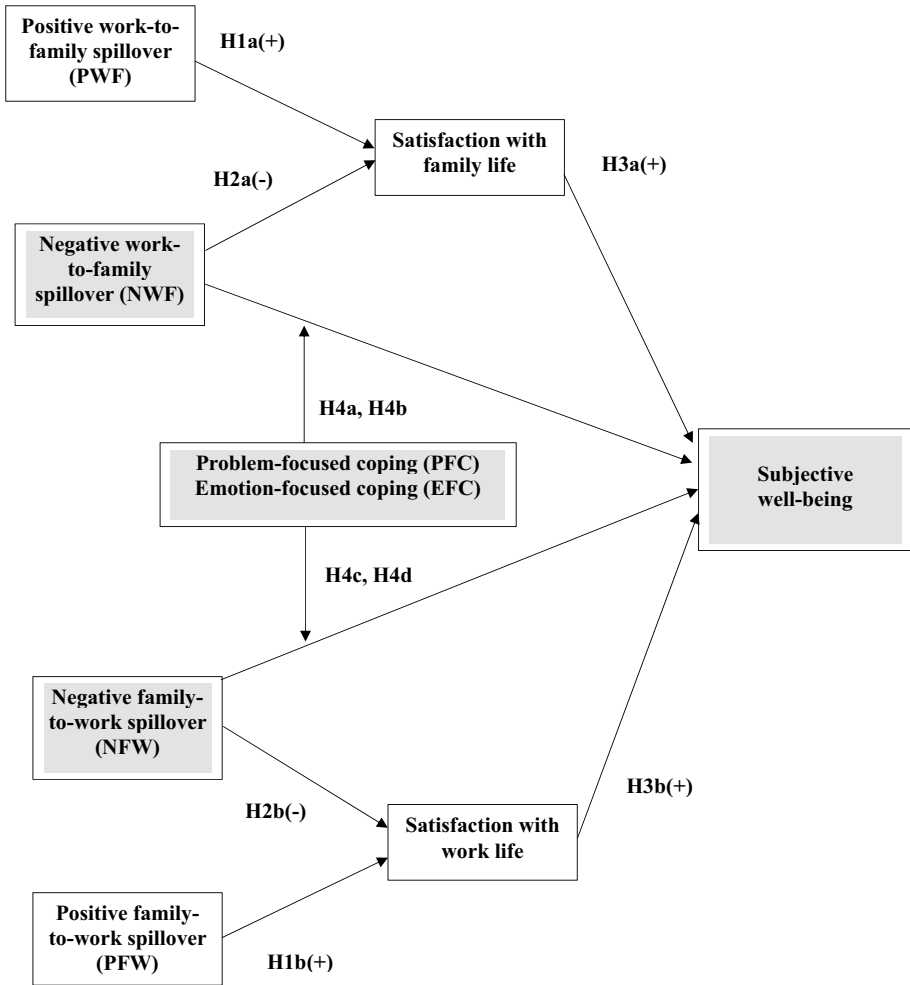 Positive work-to-
family spillover
(PWF)
H1a(+)
Satisfaction with
family life
H2a(-)
H3a(+)
Negative work-
to-family
spillover (NWF)
H4a, H4b
Problem-focused coping (PFC)
Emotion-focused coping (EFC)
Subjective
well-being
H4c, H4d
Negative family-
to-work spillover
(NFW)
H3b(+)
H2b(-)
Satisfaction with
work life
Positive family-
to-work spillover
(PFW)
H1b(+)